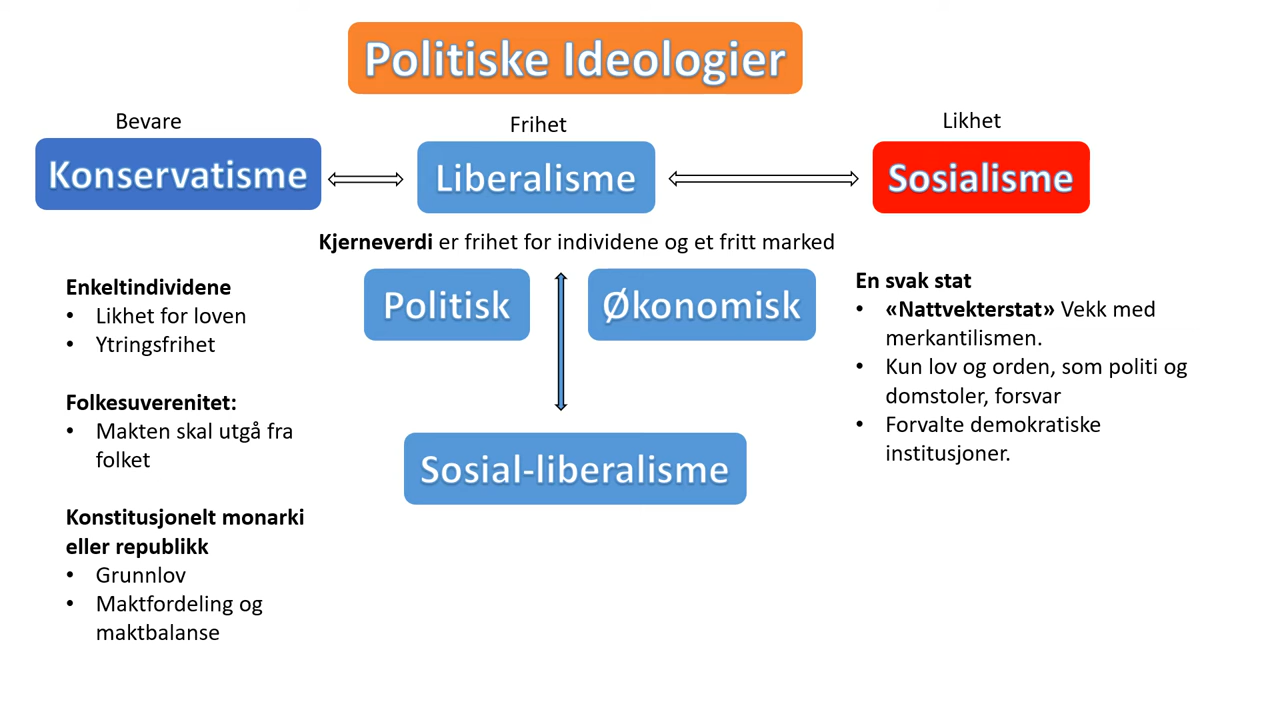 Politiske Ideologier
Bevare
Frihet
Likhet
Konservatisme
Liberalisme
Sosialisme
Kjerneverdi er frihet for individene og et fritt marked
Politisk
Økonomisk
Sosial-liberalisme
Enkeltindividene
• Likhet for loven
• Ytringsfrihet
Folkesuverenitet:
• Makten skal utgå fra
folket
Konstitusjonelt monarki
eller republikk
• Grunnlov
• Maktfordeling og
maktbalanse
En svak stat
• «Nattvekterstat» Vekk med
merkantilismen.
• Kun lov og orden, som politi og
domstoler, forsvar
• Forvalte demokratiske
institusjoner.